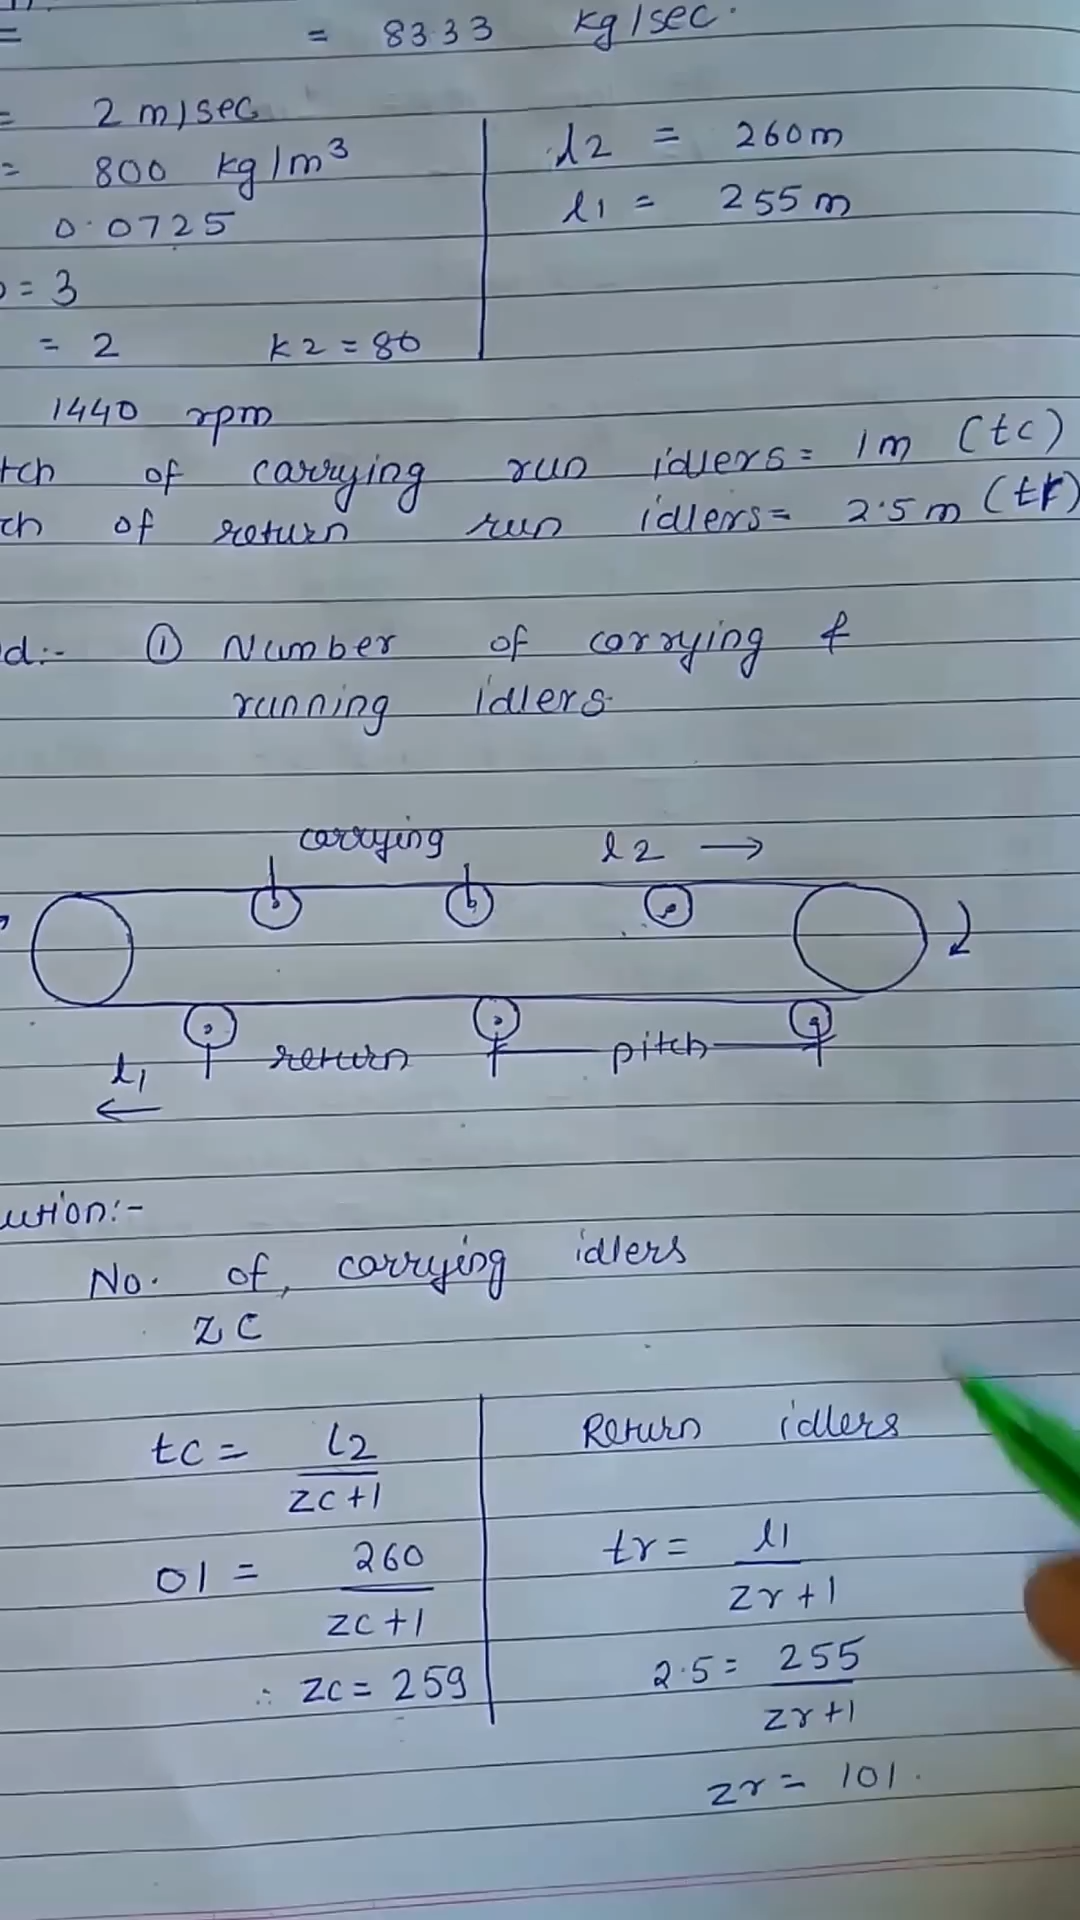 = = 83.33 kg/sec.
= 2 m/sec
= 800 kg/m³
0.0725
= 3
= 2 k2 = 80
l2 = 260m
l1 = 255m
1440 rpm
tch of carrying run idlers = 1m (tc)
ch of return run idlers = 2.5m (tr)
d:- ① Number of carrying &
running idlers.
carrying l2 →
l1 return pitch
←
ution:-
No. of carrying idlers
zc
tc = l2 / zc+1
01 = 260 / zc+1
∴ zc = 259
Return idlers
tr = l1 / zr+1
2.5 = 255 / zr+1
zr = 101.